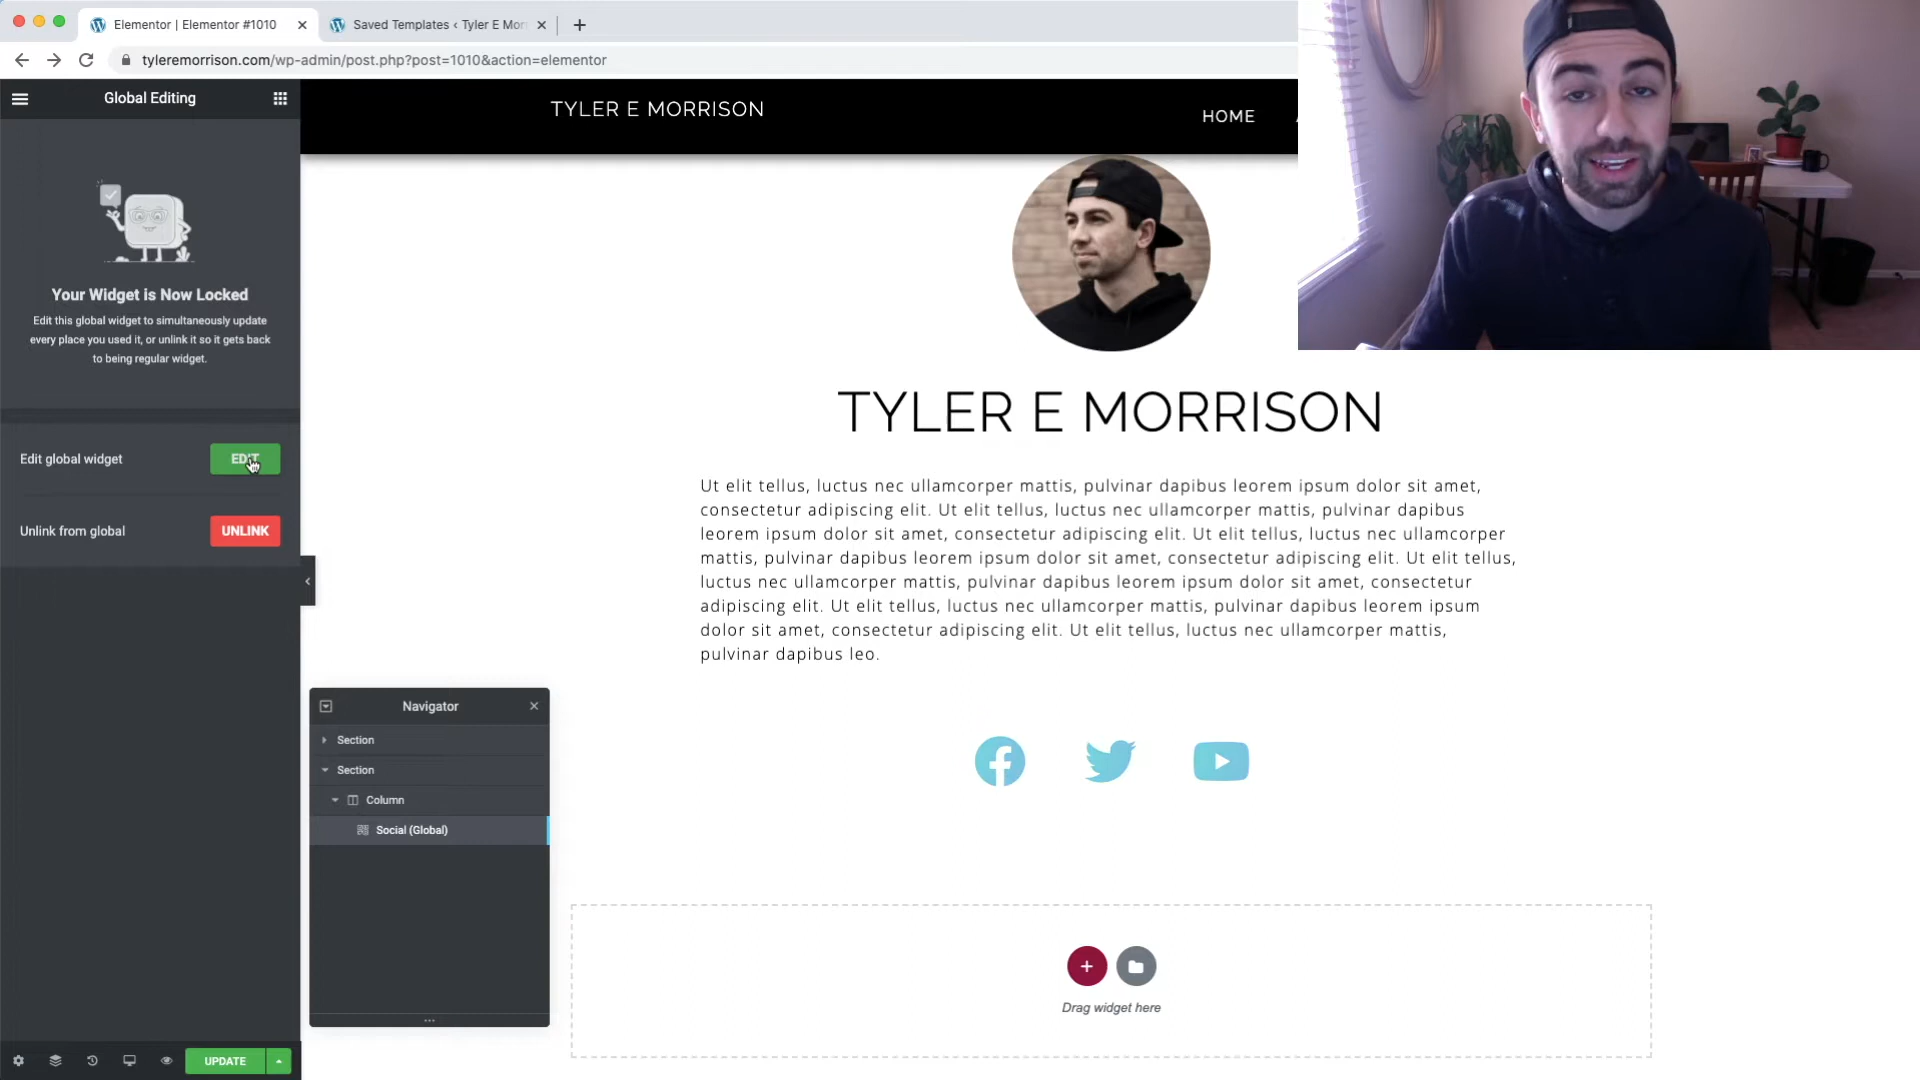 Elementor | Elementor #1010
Saved Templates ‹ Tyler E Mor
tyleremorrison.com/wp-admin/post.php?post=1010&action=elementor
Global Editing
TYLER E MORRISON
HOME
Your Widget is Now Locked
Edit this global widget to simultaneously update
every place you used it, or unlink it so it gets back
to being regular widget.
Edit global widget
EDIT
Unlink from global
UNLINK
TYLER E MORRISON
Ut elit tellus, luctus nec ullamcorper mattis, pulvinar dapibus leorem ipsum dolor sit amet,
consectetur adipiscing elit. Ut elit tellus, luctus nec ullamcorper mattis, pulvinar dapibus
leorem ipsum dolor sit amet, consectetur adipiscing elit. Ut elit tellus, luctus nec ullamcorper
mattis, pulvinar dapibus leorem ipsum dolor sit amet, consectetur adipiscing elit. Ut elit tellus,
luctus nec ullamcorper mattis, pulvinar dapibus leorem ipsum dolor sit amet, consectetur
adipiscing elit. Ut elit tellus, luctus nec ullamcorper mattis, pulvinar dapibus leorem ipsum
dolor sit amet, consectetur adipiscing elit. Ut elit tellus, luctus nec ullamcorper mattis,
pulvinar dapibus leo.
Navigator
Section
Section
Column
Social (Global)
Drag widget here
UPDATE